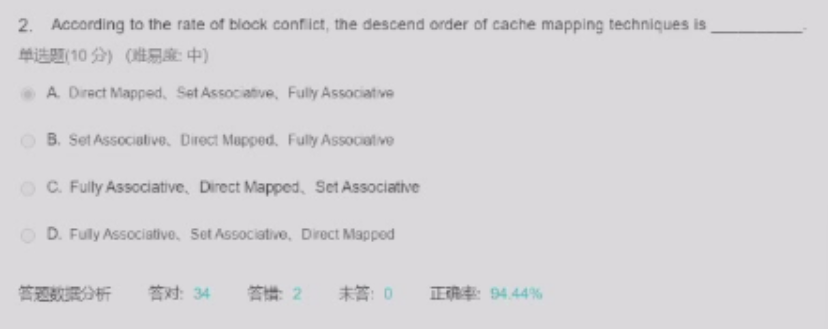 2. According to the rate of block conflict, the descend order of cache mapping techniques is __________.
单选题(10 分) (难易度: 中)
A. Direct Mapped、Set Associative、Fully Associative
B. Set Associative、Direct Mapped、Fully Associative
C. Fully Associative、Direct Mapped、Set Associative
D. Fully Associative、Set Associative、Direct Mapped
答题数据分析 答对: 34 答错: 2 未答: 0 正确率: 94.44%